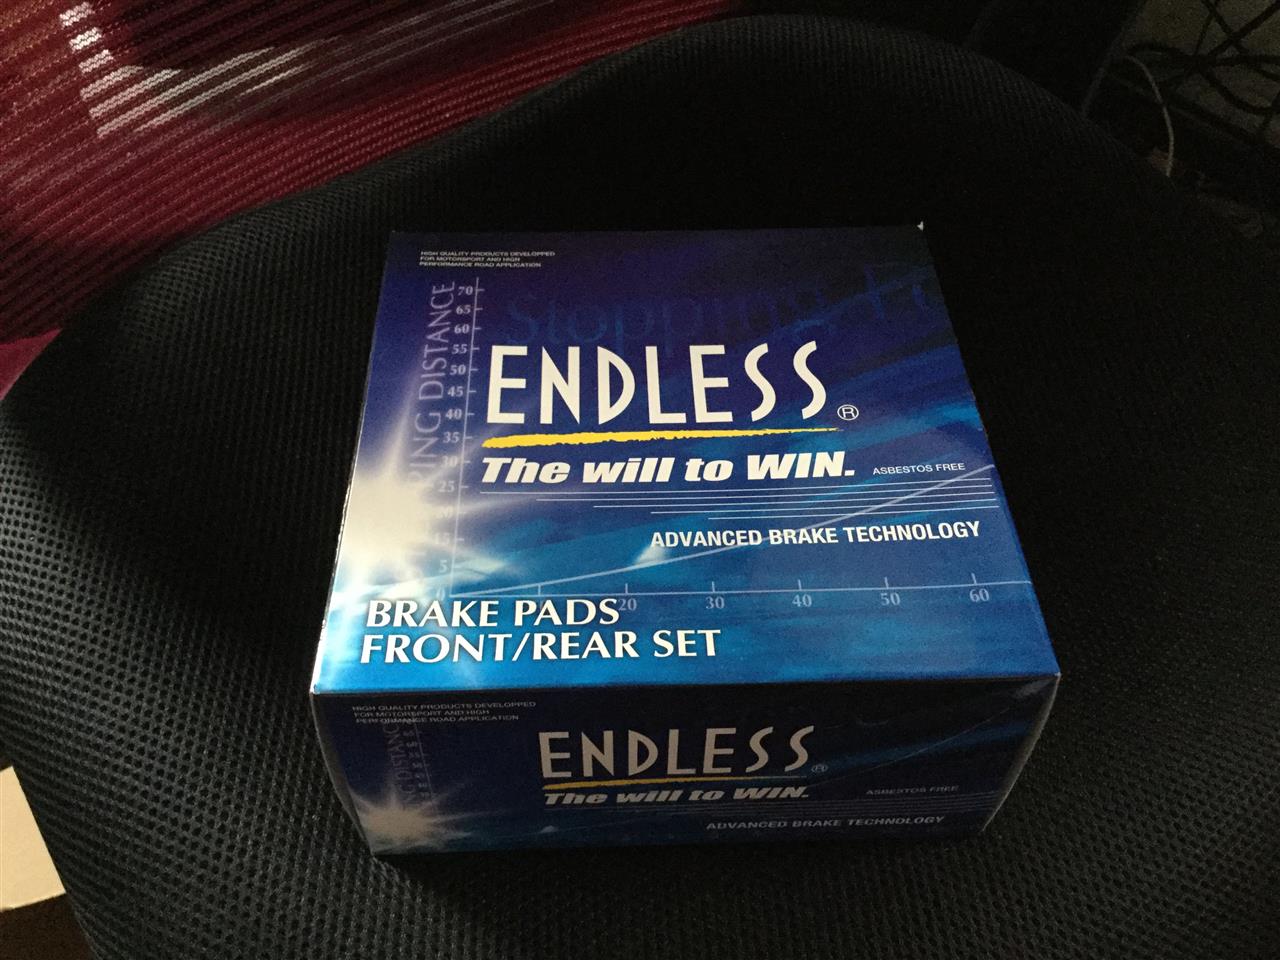 HIGH QUALITY PRODUCTS DEVELOPPED
FOR MOTORSPORT AND HIGH
PERFORMANCE ROAD APPLICATION
Stopping
DISTANCE
70
65
60
55
50
45
40
35
30
25
20
15
5
0
ENDLESS®
The will to WIN.
ASBESTOS FREE
ADVANCED BRAKE TECHNOLOGY
20 30 40 50 60
BRAKE PADS
FRONT/REAR SET
HIGH QUALITY PRODUCTS DEVELOPPED
FOR MOTORSPORT AND HIGH
PERFORMANCE ROAD APPLICATION
DISTANCE
ENDLESS®
The will to WIN.
ASBESTOS FREE
ADVANCED BRAKE TECHNOLOGY